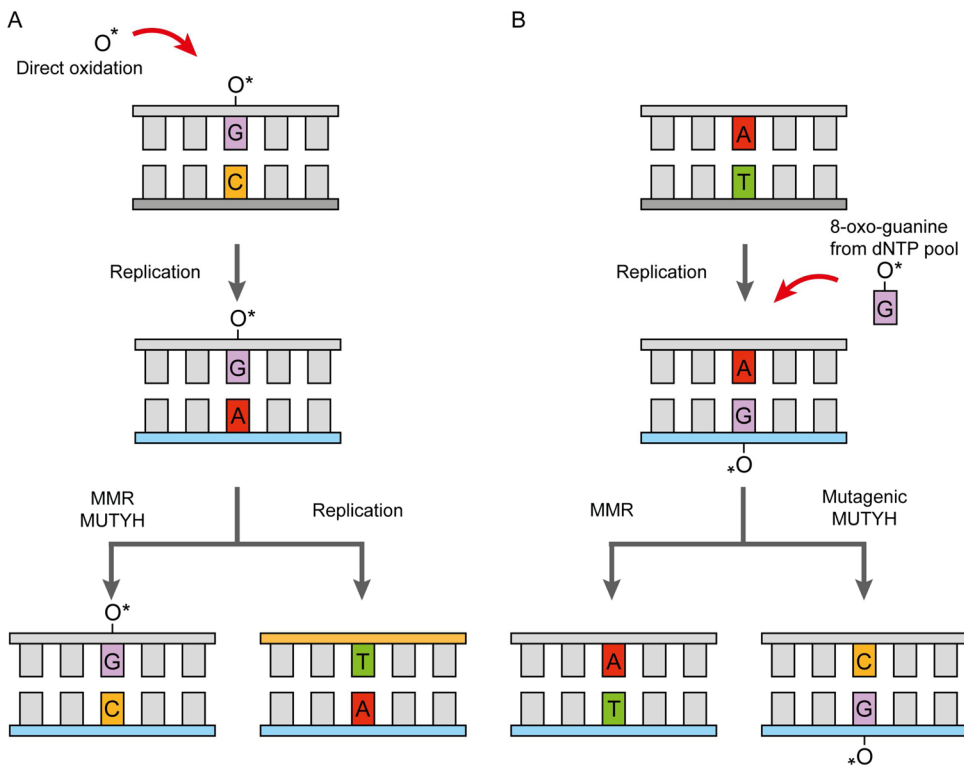 A
O*
Direct oxidation
O*
G
C
Replication
O*
G
A
MMR
MUTYH
Replication
O*
G
C
T
A
B
A
T
8-oxo-guanine
from dNTP pool
O*
G
Replication
A
G
*O
MMR
Mutagenic
MUTYH
A
T
C
G
*O